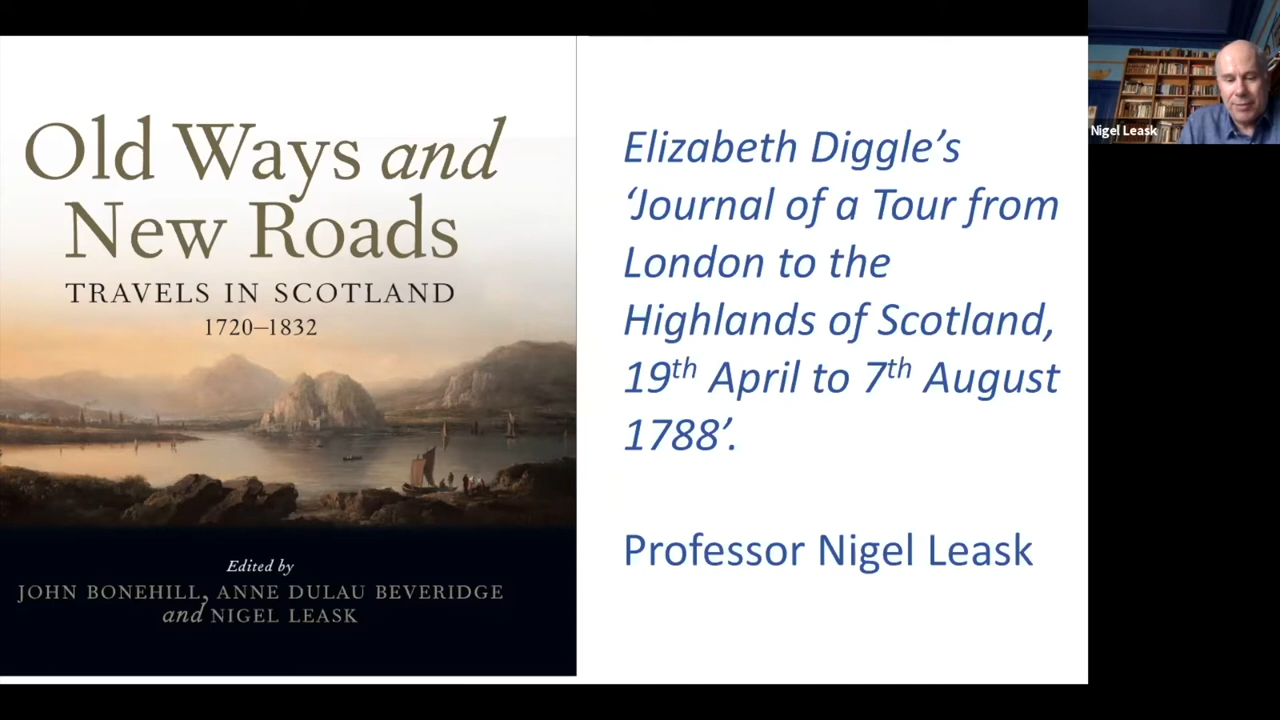 Old Ways and
New Roads
TRAVELS IN SCOTLAND
1720–1832
Edited by
JOHN BONEHILL, ANNE DULAU BEVERIDGE
and NIGEL LEASK
Elizabeth Diggle’s
‘Journal of a Tour from
London to the
Highlands of Scotland,
19th April to 7th August
1788’.
Professor Nigel Leask
Nigel Leask